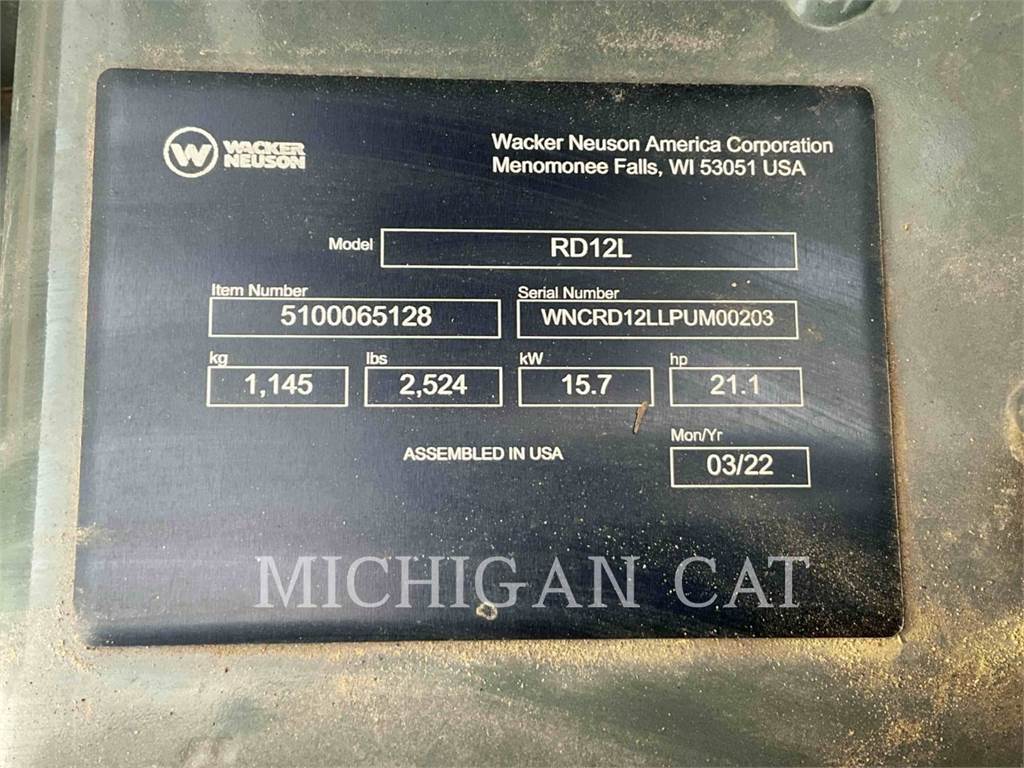 WACKER
NEUSON
Wacker Neuson America Corporation
Menomonee Falls, WI 53051 USA
Model RD12L
Item Number Serial Number
5100065128 WNCRD12LLPUM00203
kg lbs kW hp
1,145 2,524 15.7 21.1
Mon/Yr
ASSEMBLED IN USA 03/22
MICHIGAN CAT